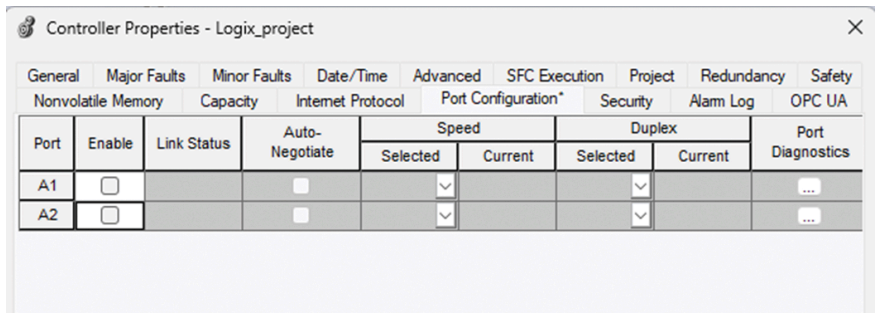 Controller Properties - Logix_project
General Major Faults Minor Faults Date/Time Advanced SFC Execution Project Redundancy Safety
Nonvolatile Memory Capacity Internet Protocol Port Configuration* Security Alarm Log OPC UA
Port Enable Link Status Auto-Negotiate Speed Duplex Port Diagnostics
Selected Current Selected Current
A1 ...
A2 ...